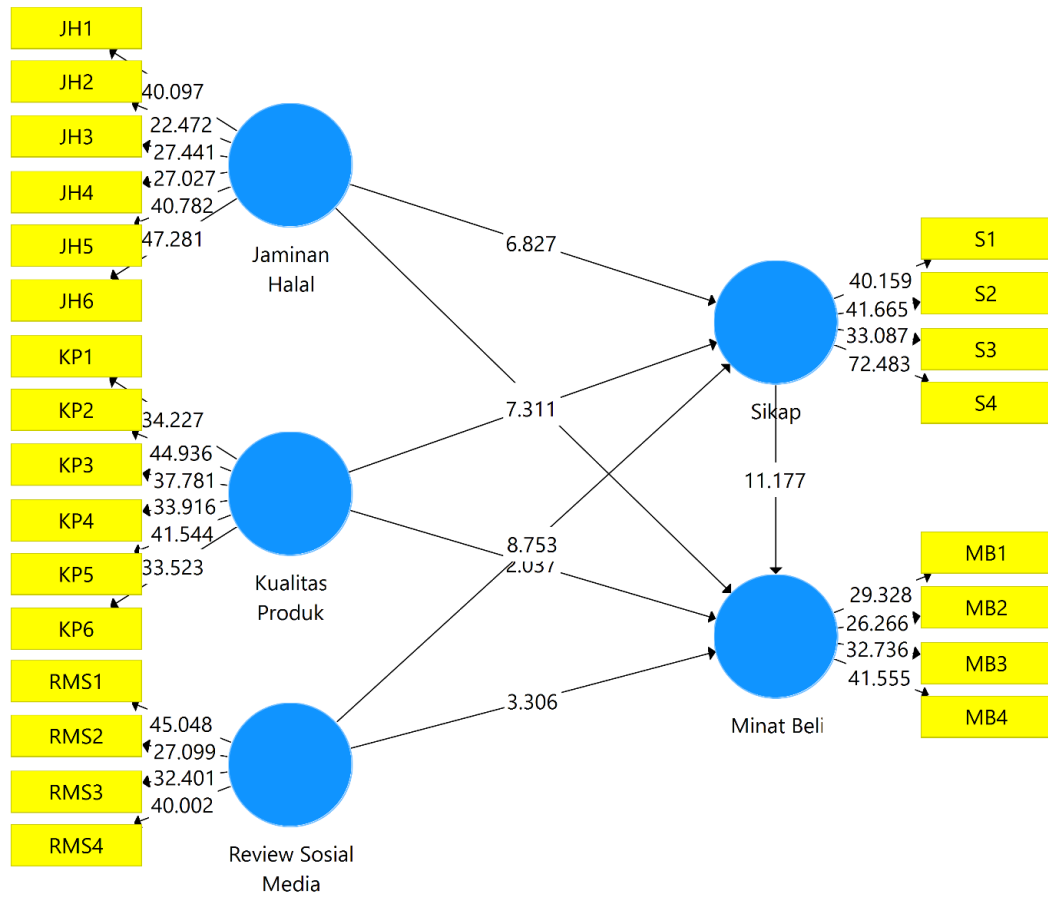 JH1
JH2
JH3
JH4
JH5
JH6
40.097
22.472
27.441
27.027
40.782
47.281
Jaminan
Halal
KP1
KP2
KP3
KP4
KP5
KP6
34.227
44.936
37.781
33.916
41.544
33.523
Kualitas
Produk
RMS1
RMS2
RMS3
RMS4
45.048
27.099
32.401
40.002
Review Sosial
Media
6.827
7.311
8.753
2.037
3.306
11.177
Sikap
40.159
41.665
33.087
72.483
S1
S2
S3
S4
Minat Beli
29.328
26.266
32.736
41.555
MB1
MB2
MB3
MB4